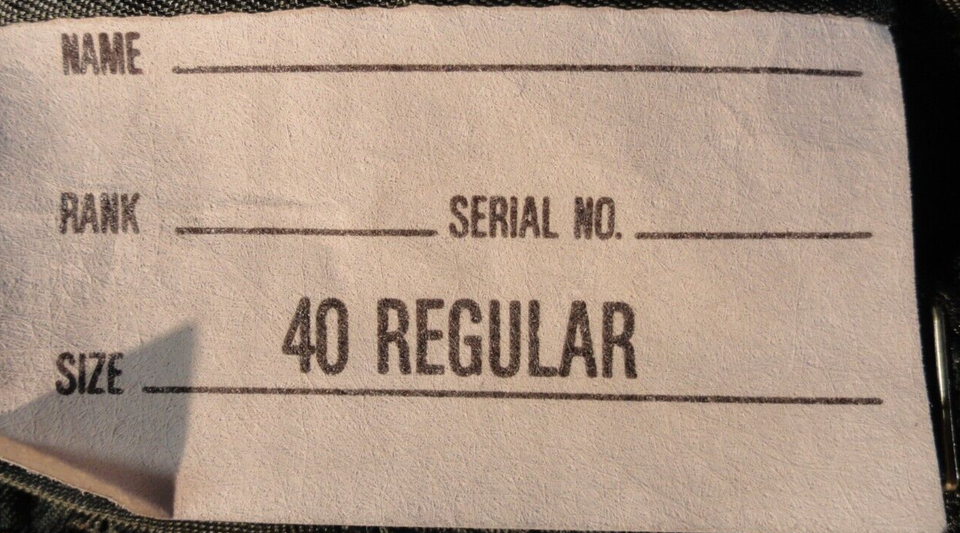 NAME
RANK SERIAL NO.
40 REGULAR
SIZE